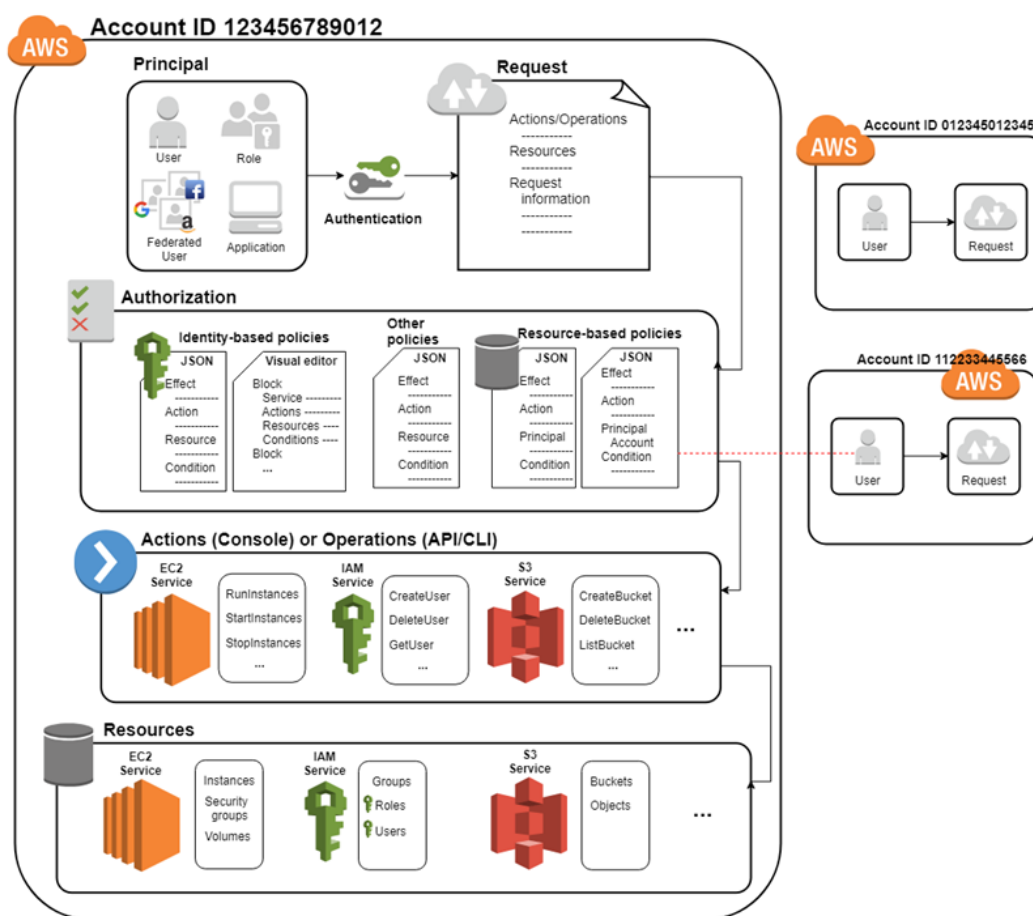 AWS
Account ID 123456789012
Principal
User
Role
Federated
User
Application
Authentication
Request
Actions/Operations
-----------
Resources
-----------
Request
information
-----------
-----------
AWS
Account ID 012345012345
User
Request
Authorization
Identity-based policies
JSON
Effect
-----------
Action
-----------
Resource
-----------
Condition
-----------
Visual editor
Block
Service ---------
Actions ---------
Resources ----
Conditions ----
Block
...
Other
policies
JSON
Effect
-----------
Action
-----------
Resource
-----------
Condition
-----------
Resource-based policies
JSON
Effect
-----------
Action
-----------
Principal
-----------
Condition
-----------
JSON
Effect
-----------
Action
-----------
Principal
Account
Condition
-----------
Account ID 112233445566
AWS
User
Request
Actions (Console) or Operations (API/CLI)
EC2
Service
RunInstances
StartInstances
StopInstances
...
IAM
Service
CreateUser
DeleteUser
GetUser
...
S3
Service
CreateBucket
DeleteBucket
ListBucket
...
...
Resources
EC2
Service
Instances
Security
groups
Volumes
IAM
Service
Groups
Roles
Users
S3
Service
Buckets
Objects
...